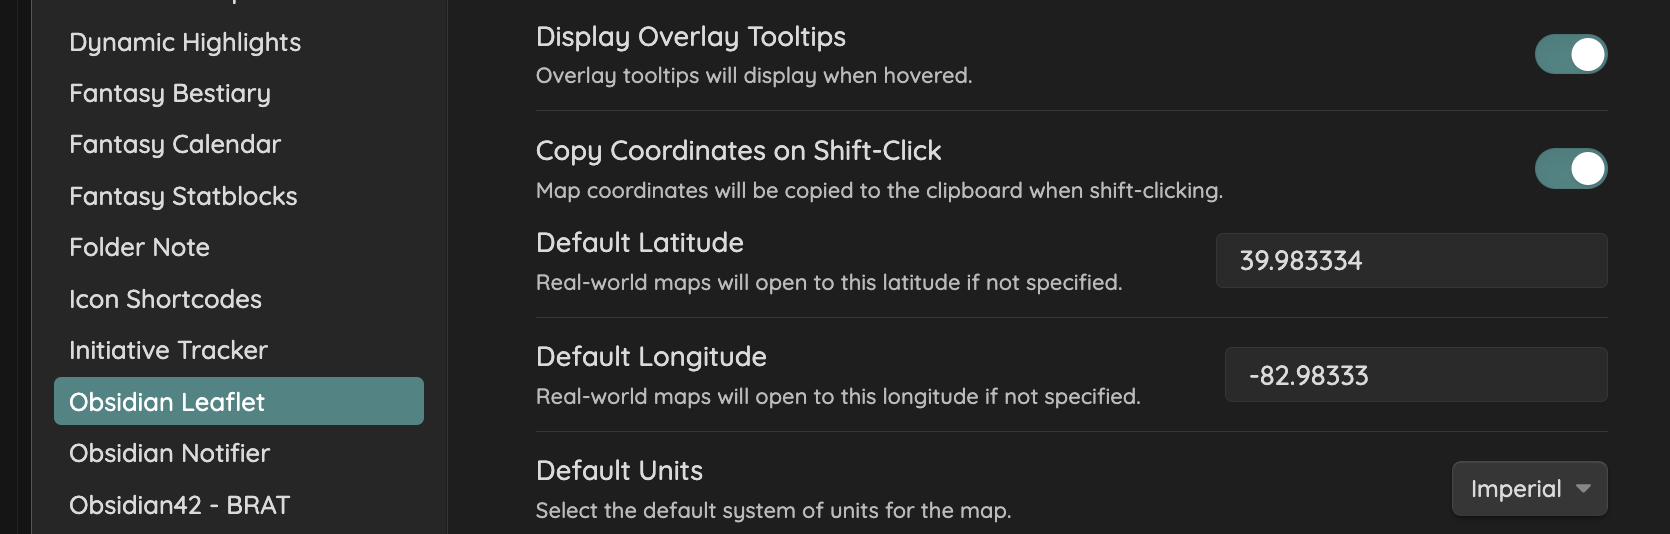 Dynamic Highlights
Fantasy Bestiary
Fantasy Calendar
Fantasy Statblocks
Folder Note
Icon Shortcodes
Initiative Tracker
Obsidian Leaflet
Obsidian Notifier
Obsidian42 - BRAT
Display Overlay Tooltips
Overlay tooltips will display when hovered.
Copy Coordinates on Shift-Click
Map coordinates will be copied to the clipboard when shift-clicking.
Default Latitude
Real-world maps will open to this latitude if not specified.
39.983334
Default Longitude
Real-world maps will open to this longitude if not specified.
-82.98333
Default Units
Select the default system of units for the map.
Imperial